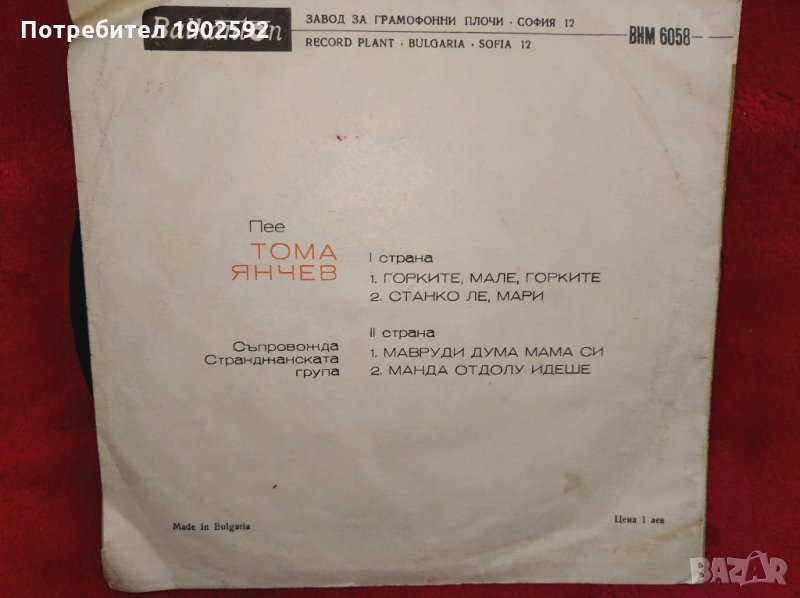 Потребител 1902592
Balkanton
ЗАВОД ЗА ГРАМОФОННИ ПЛОЧИ · СОФИЯ 12
RECORD PLANT · BULGARIA · SOFIA 12
ВНМ 6058
Пее
ТОМА
ЯНЧЕВ
I страна
1. ГОРКИТЕ, МАЛЕ, ГОРКИТЕ
2. СТАНКО ЛЕ, МАРИ
Съпровожда
Странджанската
група
II страна
1. МАВРУДИ ДУМА МАМА СИ
2. МАНДА ОТДОЛУ ИДЕШЕ
Made in Bulgaria
Цена 1 лев
BAZAR